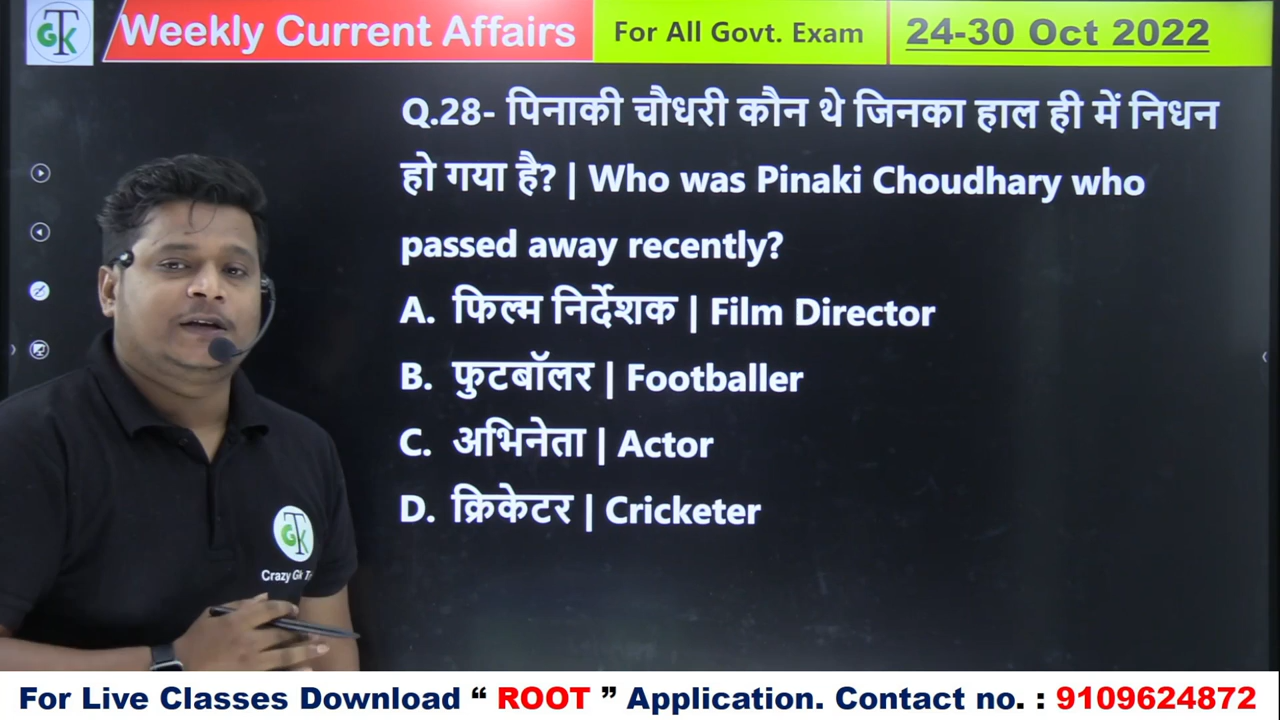 GTK
Weekly Current Affairs
For All Govt. Exam
24-30 Oct 2022
Q.28- पिनाकी चौधरी कौन थे जिनका हाल ही में निधन
हो गया है? | Who was Pinaki Choudhary who
passed away recently?
A. फिल्म निर्देशक | Film Director
B. फुटबॉलर | Footballer
C. अभिनेता | Actor
D. क्रिकेटर | Cricketer
GTK
Crazy Gk
For Live Classes Download “ ROOT ” Application. Contact no. : 9109624872